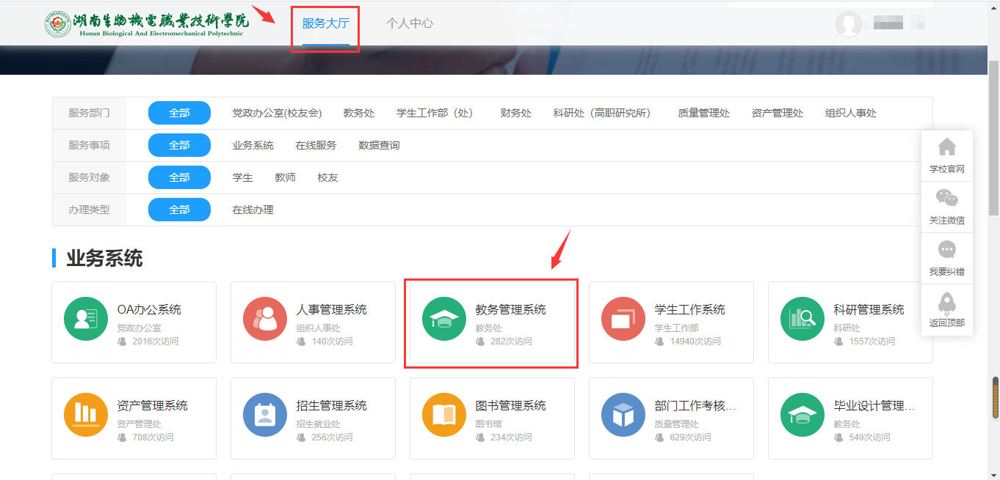 湖南生物機電職業技術學院
Hunan Biological And Electromechanical Polytechnic
服务大厅 个人中心
服务部门 全部 党政办公室(校友会) 教务处 学生工作部（处） 财务处 科研处（高职研究所） 质量管理处 资产管理处 组织人事处
服务事项 全部 业务系统 在线服务 数据查询
服务对象 全部 学生 教师 校友
办理类型 全部 在线办理
学校官网
关注微信
我要纠错
返回顶部
业务系统
OA办公系统
党政办公室
2016次访问
人事管理系统
组织人事处
140次访问
教务管理系统
教务处
282次访问
学生工作系统
学生工作部
14940次访问
科研管理系统
科研处
1557次访问
资产管理系统
资产管理处
708次访问
招生管理系统
招生就业处
256次访问
图书管理系统
图书馆
234次访问
部门工作考核...
质量管理处
629次访问
毕业设计管理...
教务处
549次访问